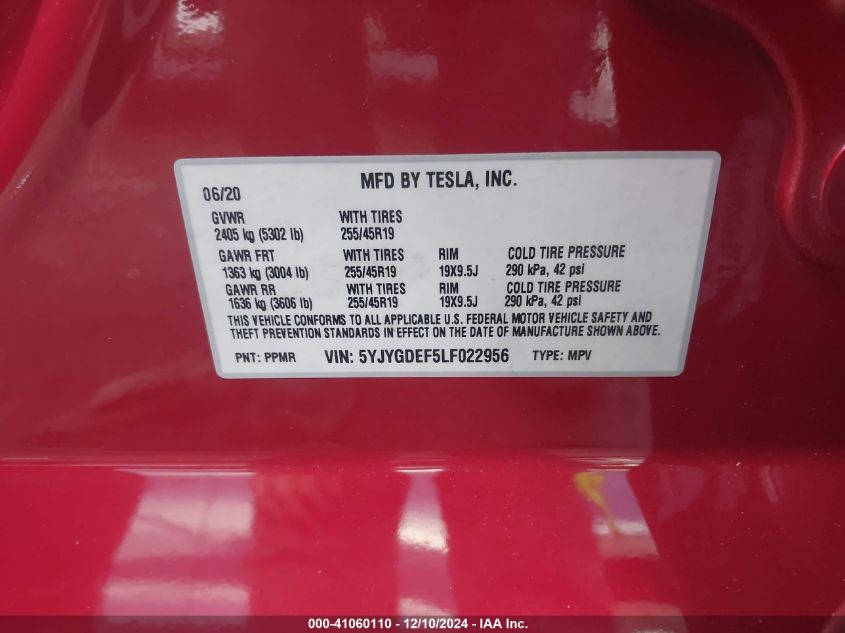 MFD BY TESLA, INC.
06/20
GVWR WITH TIRES
2405 kg (5302 lb) 255/45R19
GAWR FRT WITH TIRES RIM COLD TIRE PRESSURE
1363 kg (3004 lb) 255/45R19 19X9.5J 290 kPa, 42 psi
GAWR RR WITH TIRES RIM COLD TIRE PRESSURE
1636 kg (3606 lb) 255/45R19 19X9.5J 290 kPa, 42 psi
THIS VEHICLE CONFORMS TO ALL APPLICABLE U.S. FEDERAL MOTOR VEHICLE SAFETY AND
THEFT PREVENTION STANDARDS IN EFFECT ON THE DATE OF MANUFACTURE SHOWN ABOVE.
PNT: PPMR VIN: 5YJYGDEF5LF022956 TYPE: MPV
000-41060110 - 12/10/2024 - IAA Inc.